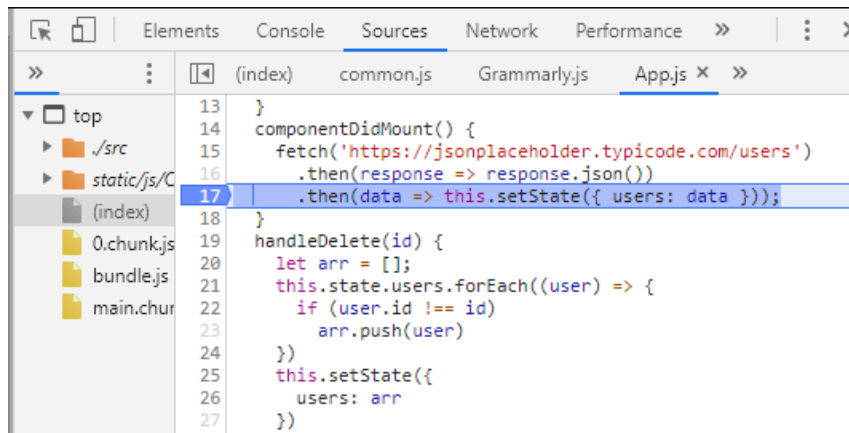 Elements Console Sources Network Performance »
» (index) common.js Grammarly.js App.js × »
top
./src
static/js/C
(index)
0.chunk.js
bundle.js
main.chur
13 }
14 componentDidMount() {
15 fetch('https://jsonplaceholder.typicode.com/users')
16 .then(response => response.json())
17 .then(data => this.setState({ users: data }));
18 }
19 handleDelete(id) {
20 let arr = [];
21 this.state.users.forEach((user) => {
22 if (user.id !== id)
23 arr.push(user)
24 })
25 this.setState({
26 users: arr
27 })